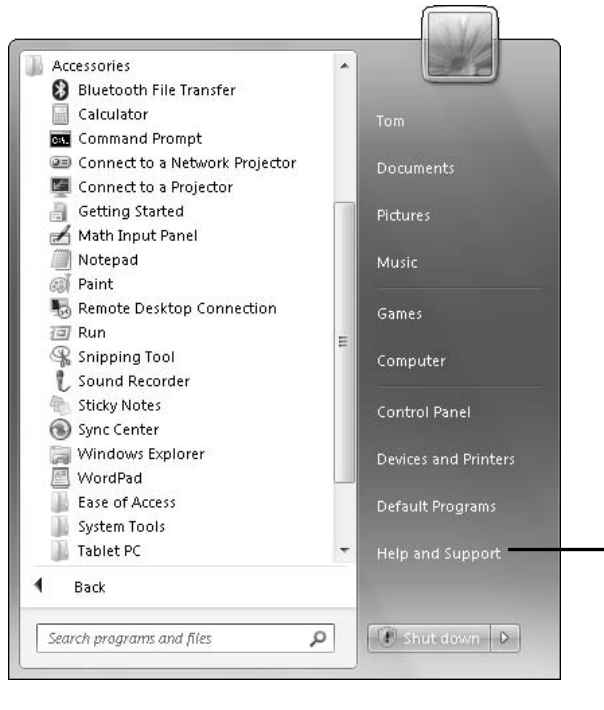 Accessories
Bluetooth File Transfer
Calculator
Command Prompt
Connect to a Network Projector
Connect to a Projector
Getting Started
Math Input Panel
Notepad
Paint
Remote Desktop Connection
Run
Snipping Tool
Sound Recorder
Sticky Notes
Sync Center
Windows Explorer
WordPad
Ease of Access
System Tools
Tablet PC
Back
Search programs and files
Tom
Documents
Pictures
Music
Games
Computer
Control Panel
Devices and Printers
Default Programs
Help and Support
Shut down